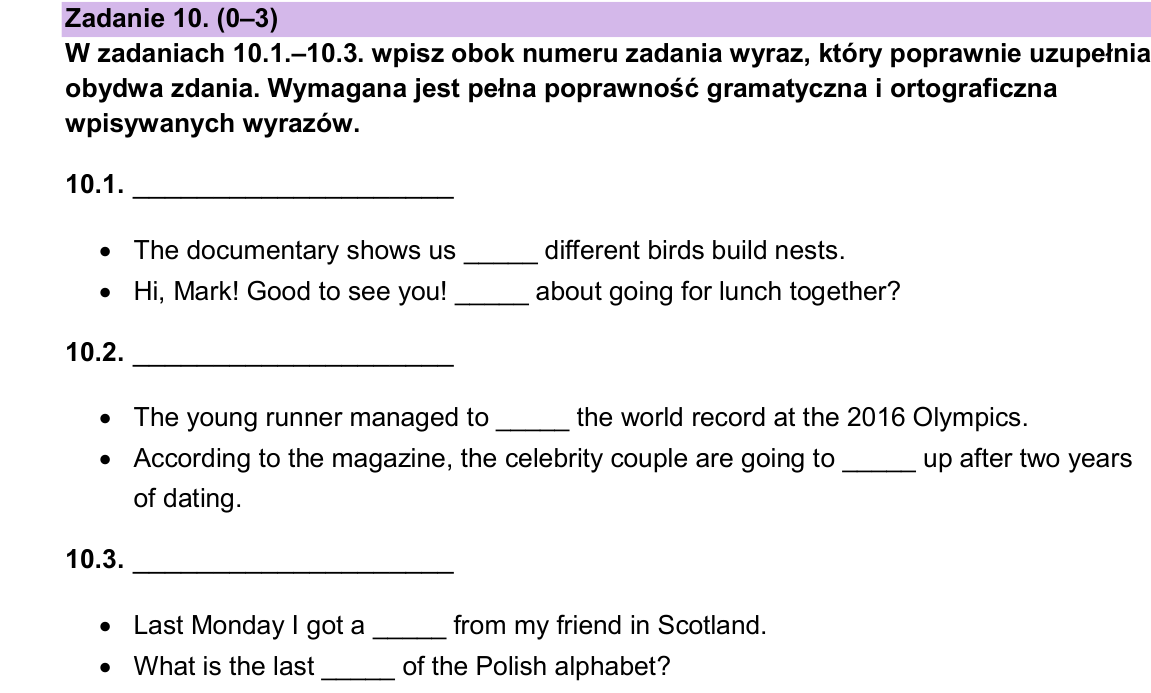 Zadanie 10. (0–3)
W zadaniach 10.1.–10.3. wpisz obok numeru zadania wyraz, który poprawnie uzupełnia
obydwa zdania. Wymagana jest pełna poprawność gramatyczna i ortograficzna
wpisywanych wyrazów.
10.1. ______________________
• The documentary shows us _____ different birds build nests.
• Hi, Mark! Good to see you! _____ about going for lunch together?
10.2. ______________________
• The young runner managed to _____ the world record at the 2016 Olympics.
• According to the magazine, the celebrity couple are going to _____ up after two years
of dating.
10.3. ______________________
• Last Monday I got a _____ from my friend in Scotland.
• What is the last _____ of the Polish alphabet?